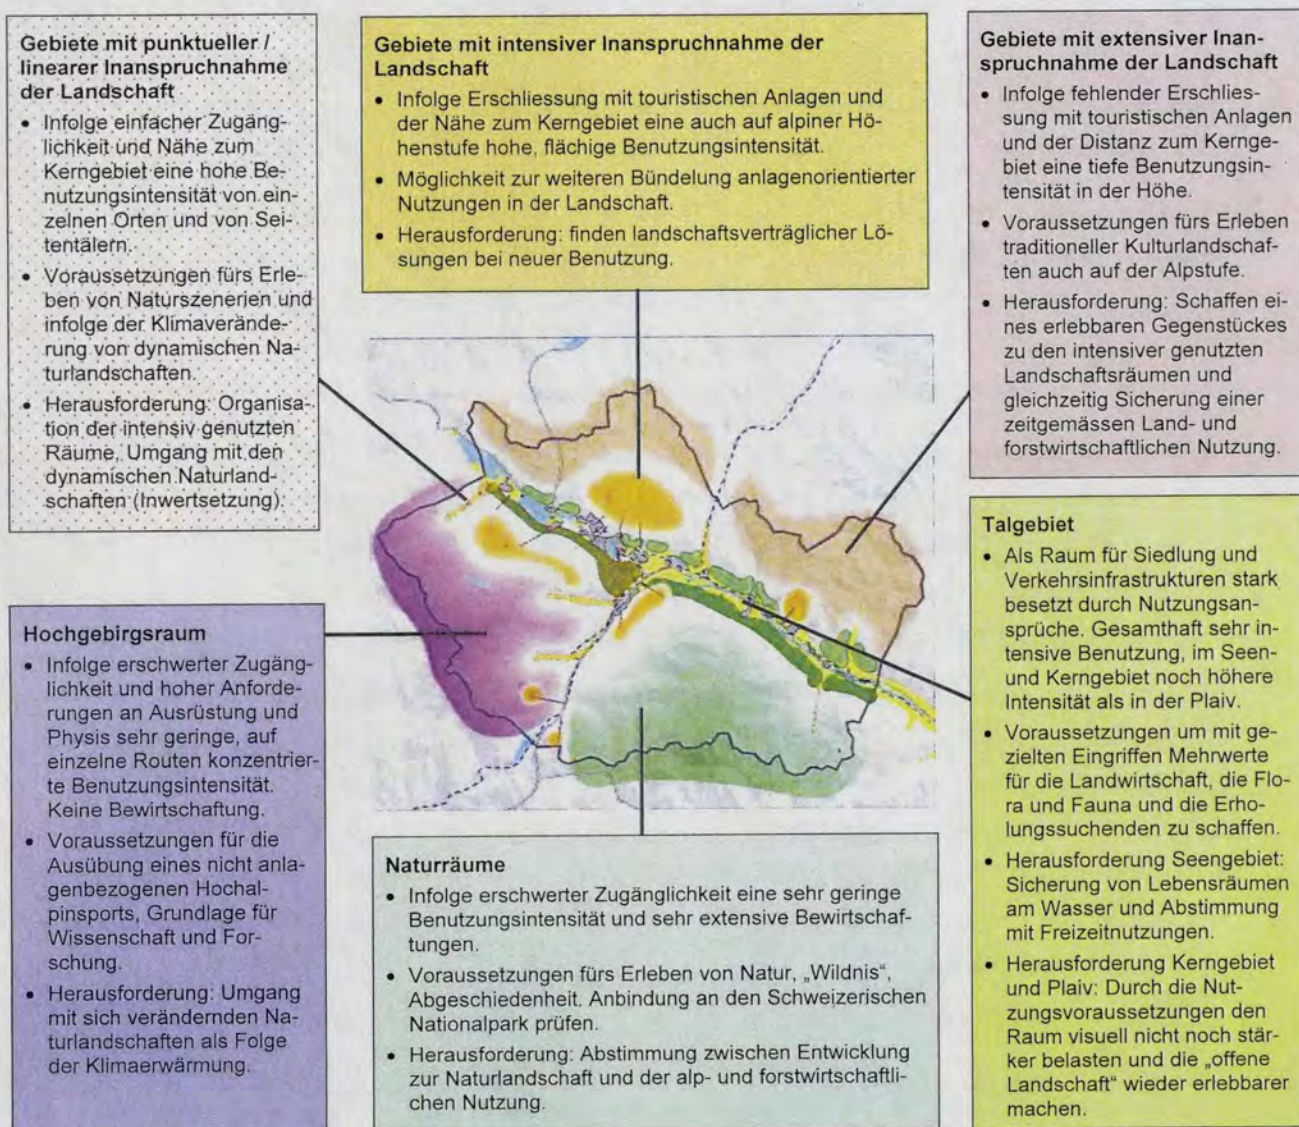 Gebiete mit punktueller /
linearer Inanspruchnahme
der Landschaft
• Infolge einfacher Zugäng-
lichkeit und Nähe zum
Kerngebiet eine hohe Be-
nutzungsintensität von ein-
zelnen Orten und von Sei-
tentälern.
• Voraussetzungen fürs Erle-
ben von Naturszenerien und
infolge der Klimaverände-
rung von dynamischen Na-
turlandschaften.
• Herausforderung: Organisa-
tion der intensiv genutzten
Räume, Umgang mit den
dynamischen Naturland-
schaften (Inwertsetzung).
Gebiete mit intensiver Inanspruchnahme der
Landschaft
• Infolge Erschliessung mit touristischen Anlagen und
der Nähe zum Kerngebiet eine auch auf alpiner Hö-
henstufe hohe, flächige Benutzungsintensität.
• Möglichkeit zur weiteren Bündelung anlagenorientierter
Nutzungen in der Landschaft.
• Herausforderung: finden landschaftsverträglicher Lö-
sungen bei neuer Benutzung.
Gebiete mit extensiver Inan-
spruchnahme der Landschaft
• Infolge fehlender Erschlies-
sung mit touristischen Anlagen
und der Distanz zum Kernge-
biet eine tiefe Benutzungsin-
tensität in der Höhe.
• Voraussetzungen fürs Erleben
traditioneller Kulturlandschaf-
ten auch auf der Alpstufe.
• Herausforderung: Schaffen ei-
nes erlebbaren Gegenstückes
zu den intensiver genutzten
Landschaftsräumen und
gleichzeitig Sicherung einer
zeitgemässen Land- und
forstwirtschaftlichen Nutzung.
Hochgebirgsraum
• Infolge erschwerter Zugäng-
lichkeit und hoher Anforde-
rungen an Ausrüstung und
Physis sehr geringe, auf
einzelne Routen konzentrier-
te Benutzungsintensität.
Keine Bewirtschaftung.
• Voraussetzungen für die
Ausübung eines nicht anla-
genbezogenen Hochal-
pinsports, Grundlage für
Wissenschaft und For-
schung.
• Herausforderung: Umgang
mit sich verändernden Na-
turlandschaften als Folge
der Klimaerwärmung.
Naturräume
• Infolge erschwerter Zugänglichkeit eine sehr geringe
Benutzungsintensität und sehr extensive Bewirtschaf-
tungen.
• Voraussetzungen fürs Erleben von Natur, „Wildnis“,
Abgeschiedenheit. Anbindung an den Schweizerischen
Nationalpark prüfen.
• Herausforderung: Abstimmung zwischen Entwicklung
zur Naturlandschaft und der alp- und forstwirtschaftli-
chen Nutzung.
Talgebiet
• Als Raum für Siedlung und
Verkehrsinfrastrukturen stark
besetzt durch Nutzungsan-
sprüche. Gesamthaft sehr in-
tensive Benutzung, im Seen-
und Kerngebiet noch höhere
Intensität als in der Plaiv.
• Voraussetzungen um mit ge-
zielten Eingriffen Mehrwerte
für die Landwirtschaft, die Flo-
ra und Fauna und die Erho-
lungssuchenden zu schaffen.
• Herausforderung Seengebiet:
Sicherung von Lebensräumen
am Wasser und Abstimmung
mit Freizeitnutzungen.
• Herausforderung Kerngebiet
und Plaiv: Durch die Nut-
zungsvoraussetzungen den
Raum visuell nicht noch stär-
ker belasten und die „offene
Landschaft“ wieder erlebbarer
machen.